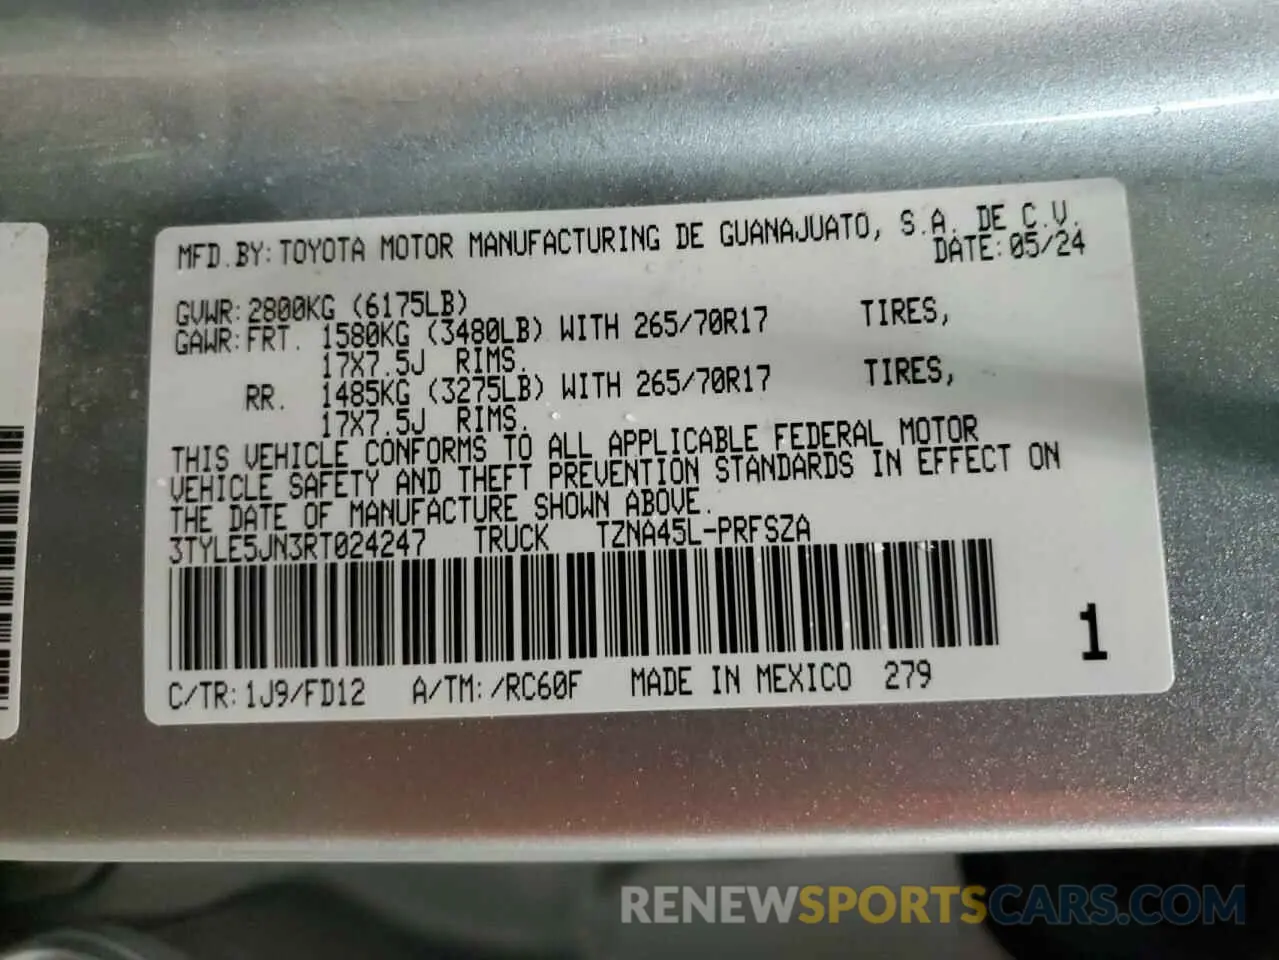 MFD.BY:TOYOTA MOTOR MANUFACTURING DE GUANAJUATO, S.A. DE C.V.
DATE:05/24
GVWR:2800KG (6175LB)
GAWR:FRT. 1580KG (3480LB) WITH 265/70R17 TIRES,
17X7.5J RIMS.
RR. 1485KG (3275LB) WITH 265/70R17 TIRES,
17X7.5J RIMS.
THIS VEHICLE CONFORMS TO ALL APPLICABLE FEDERAL MOTOR
VEHICLE SAFETY AND THEFT PREVENTION STANDARDS IN EFFECT ON
THE DATE OF MANUFACTURE SHOWN ABOVE.
3TYLE5JN3RT024247 TRUCK TZNA45L-PRFSZA
1
C/TR:1J9/FD12 A/TM:/RC60F MADE IN MEXICO 279
RENEWSPORTSCARS.COM